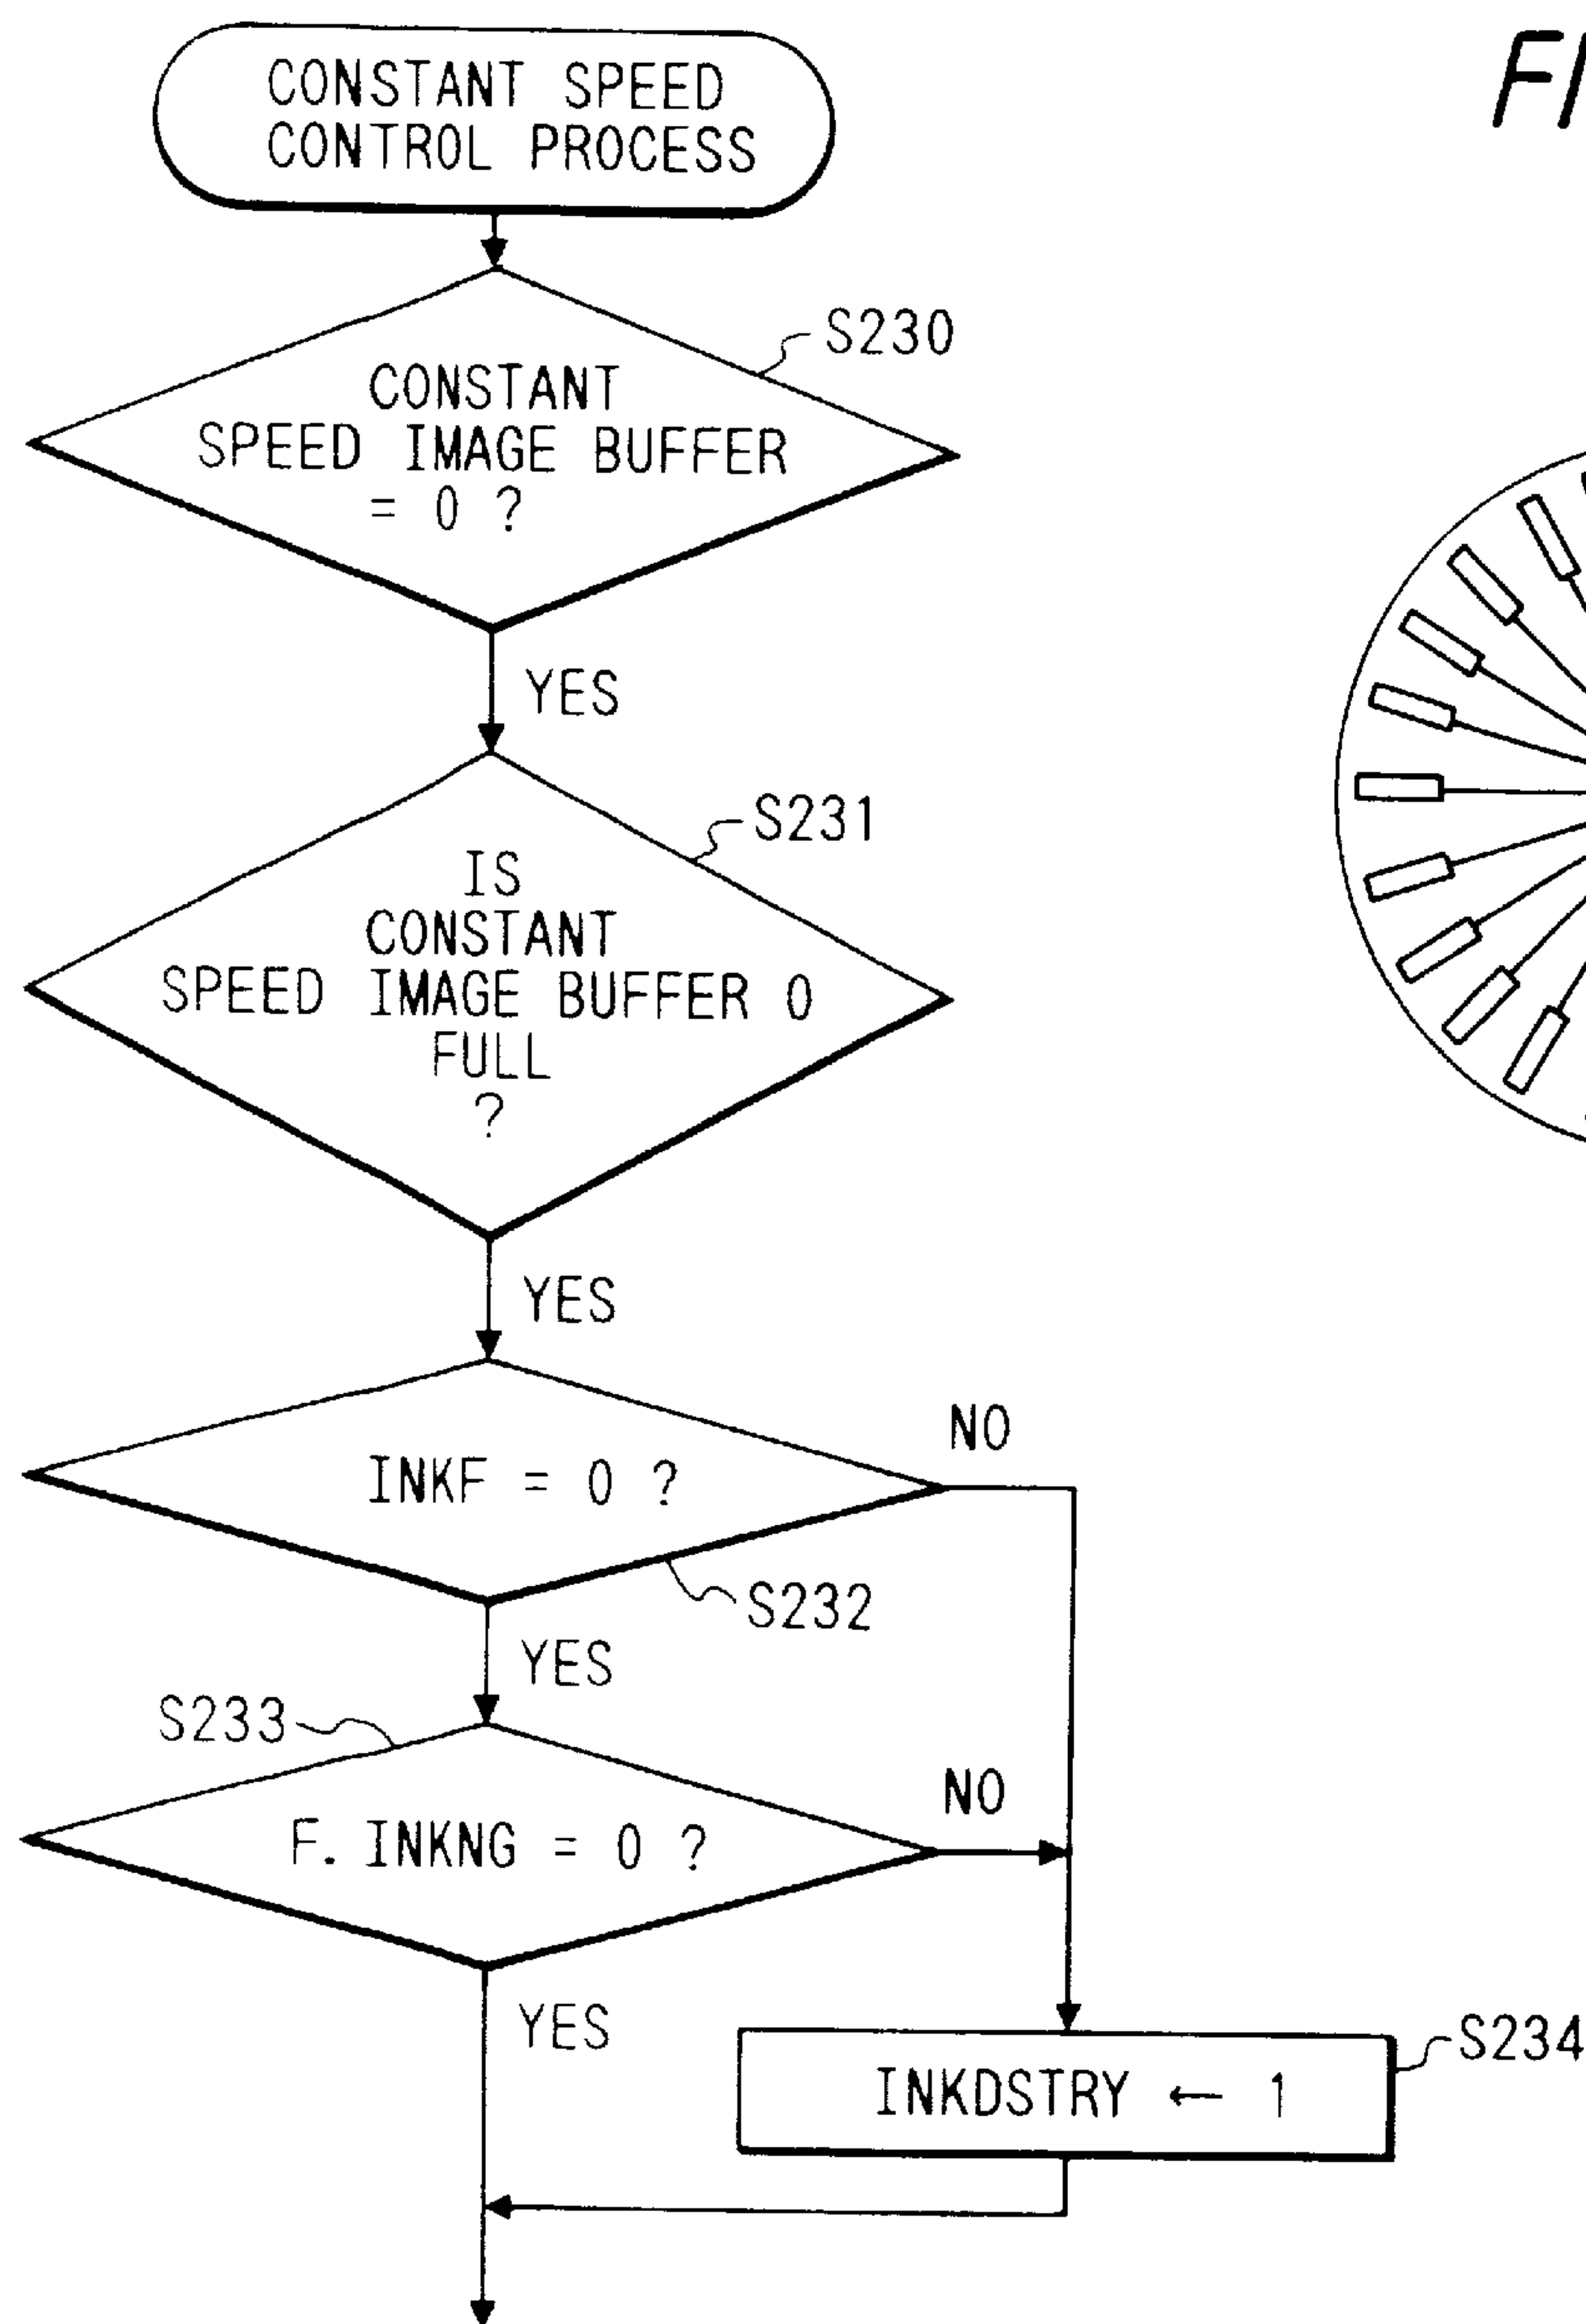 CONSTANT SPEED
CONTROL PROCESS
S230
CONSTANT
SPEED IMAGE BUFFER
= 0 ?
YES
S231
IS
CONSTANT
SPEED IMAGE BUFFER 0
FULL
?
YES
NO
INKF = 0 ?
S232
YES
S233
NO
F. INKNG = 0 ?
YES
S234
INKDSTRY ← 1